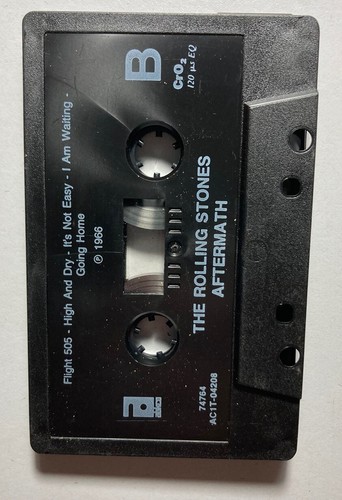 Flight 505 - High And Dry - It's Not Easy - I Am Waiting -
Going Home
℗ 1966
B
CrO₂
120 µs EQ
THE ROLLING STONES
AFTERMATH
74764
AC1T-04208
abkco